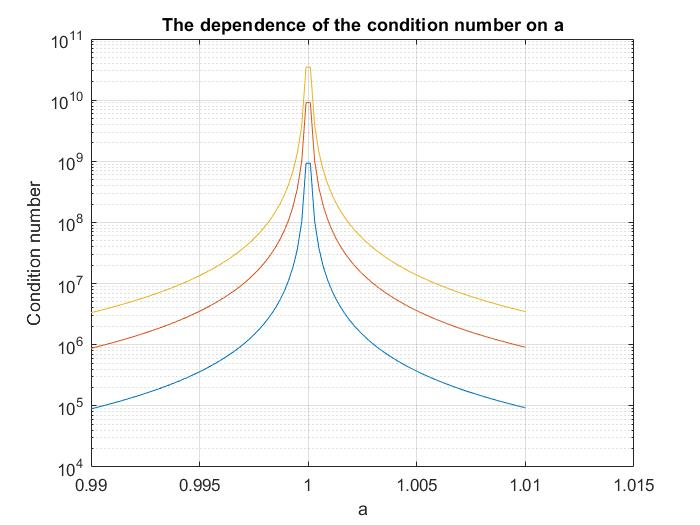 The dependence of the condition number on a
10^11
10^10
10^9
10^8
10^7
10^6
10^5
10^4
Condition number
0.99 0.995 1 1.005 1.01 1.015
a